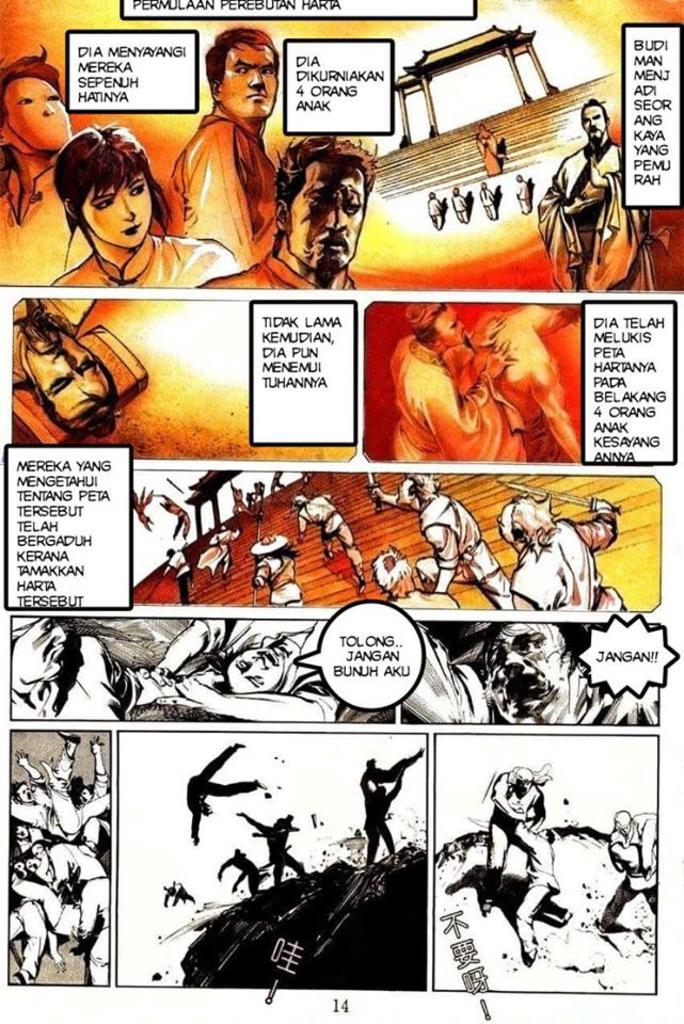 PERMULAAN PEREBUTAN HARTA
DIA MENYAYANGI
MEREKA
SEPENUH
HATINYA
DIA
DIKURNIAKAN
4 ORANG
ANAK
BUDI
MAN
MENJ
ADI
SEOR
ANG
KAYA
YANG
PEMU
RAH
TIDAK LAMA
KEMUDIAN,
DIA PUN
MENEMUI
TUHANNYA
DIA TELAH
MELUKIS
PETA
HARTANYA
PADA
BELAKANG
4 ORANG
ANAK
KESAYANG
ANNYA
MEREKA YANG
MENGETAHUI
TENTANG PETA
TERSEBUT
TELAH
BERGADUH
KERANA
TAMAKKAN
HARTA
TERSEBUT
TOLONG..
JANGAN
BUNUH AKU
JANGAN!!
哇!
不要呀!
14